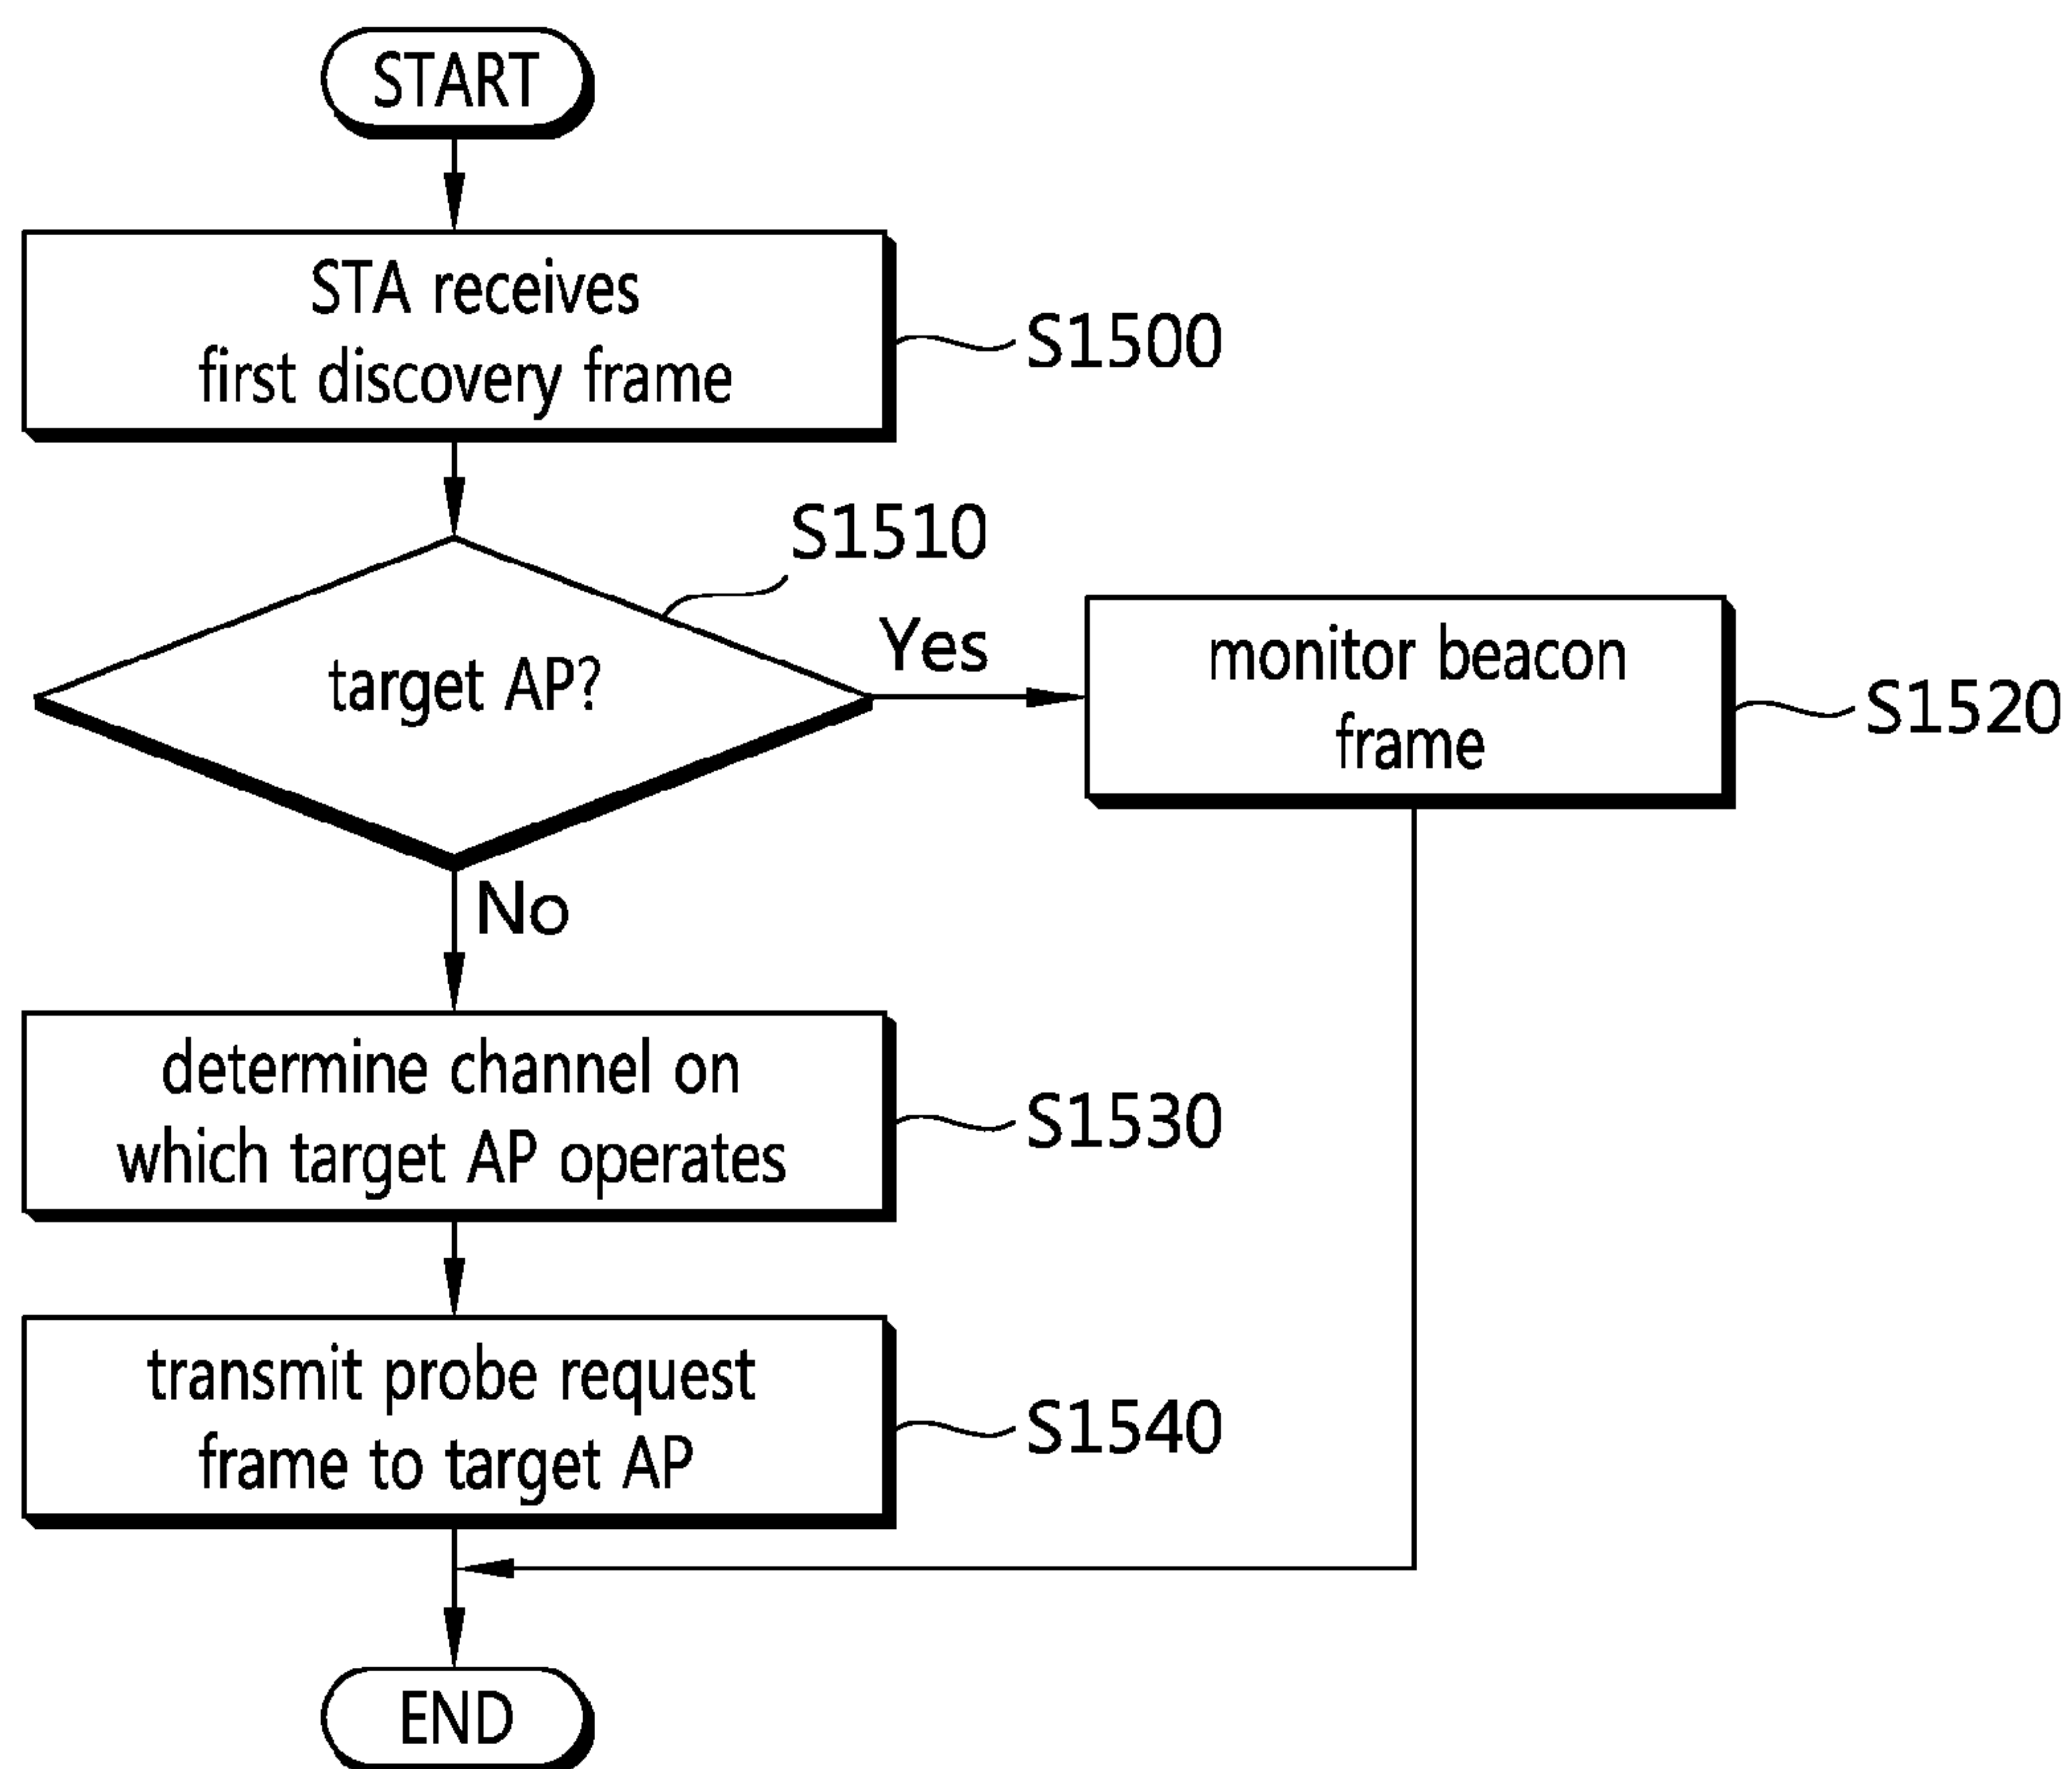 START
STA receives
first discovery frame
S1500
S1510
target AP?
Yes
monitor beacon
frame
S1520
No
determine channel on
which target AP operates
S1530
transmit probe request
frame to target AP
S1540
END